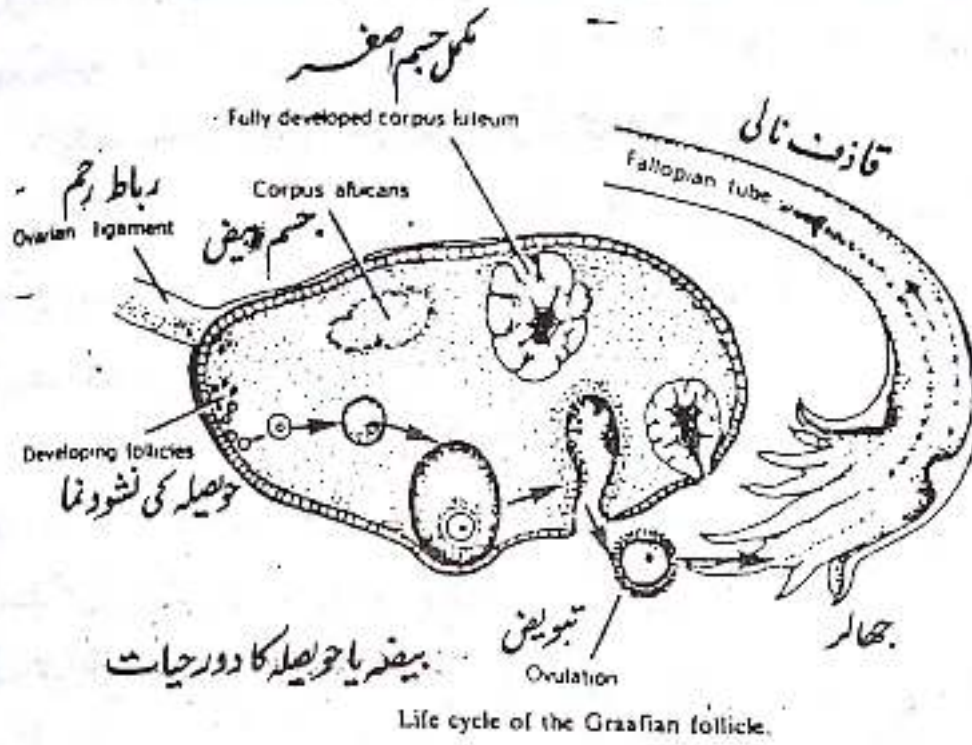 مکمل جسم اصفر
Fully developed corpus luteum
قاذف نالی
Fallopian tube
رباط رحم
Ovarian ligament
Corpus albicans
جسم ابیض
Developing follicles
حویصلہ کی نشوونما
تبویض
Ovulation
جھالر
بیضہ یا حویصلہ کا دور حیات
Life cycle of the Graafian follicle.